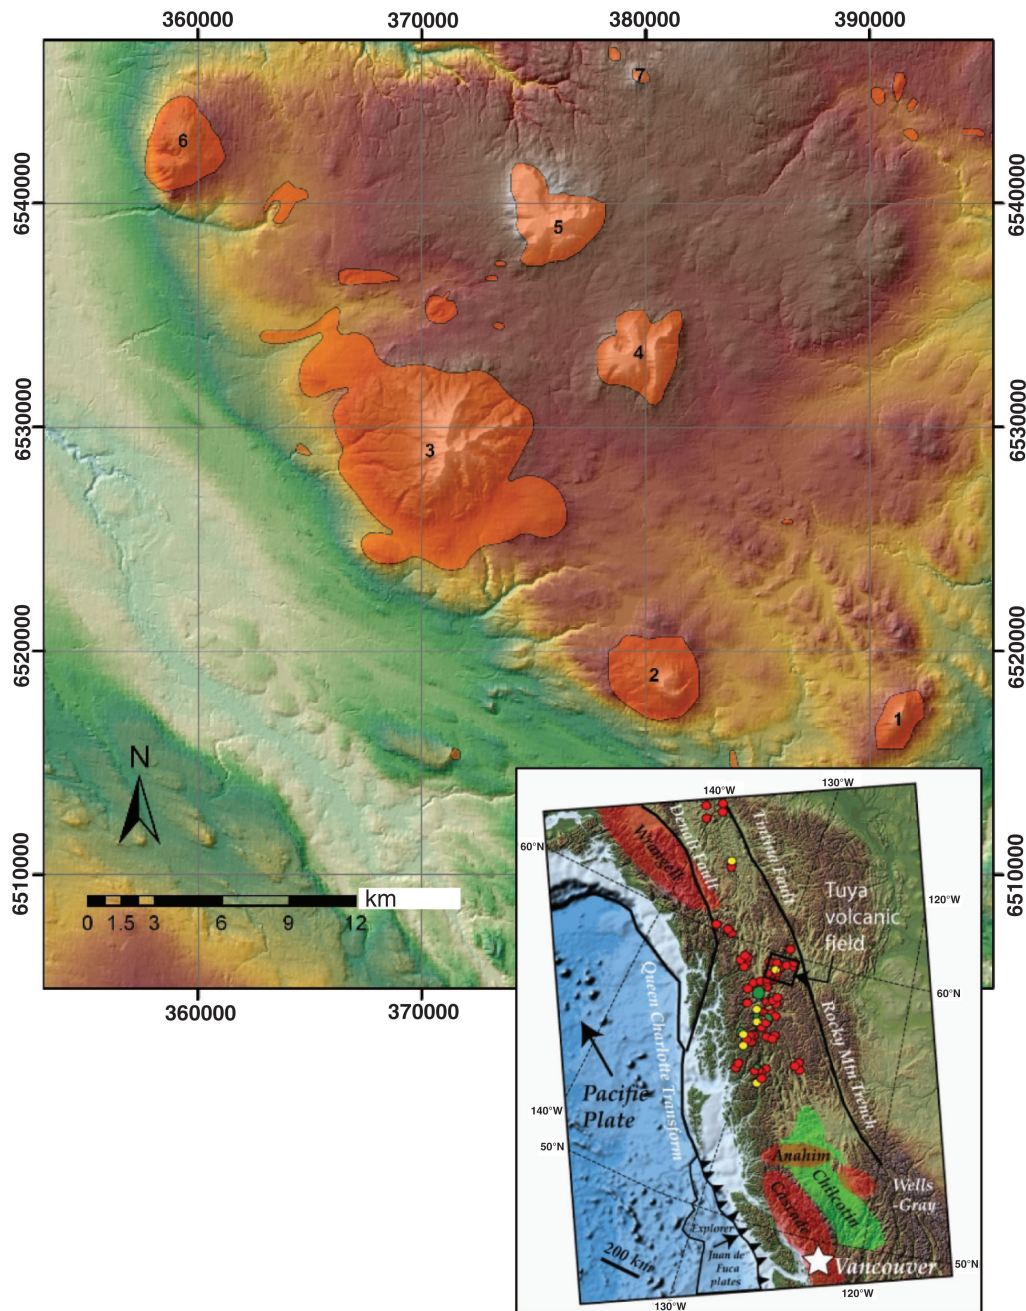 360000
370000
380000
390000
7
6
6540000
6540000
5
4
3
6530000
6530000
2
6520000
6520000
1
N
km
0
1.5
3
6
9
12
6510000
6510000
360000
370000
140°W
130°W
60°N
Denali Fault
Tintina Fault
Wrangell
120°W
Tuya
volcanic
field
60°N
Queen Charlotte Transform
Rocky Mtn Trench
Pacific
Plate
140°W
50°N
Anahim
Chilcotin
Wells
-Gray
Cascade
Explorer
Juan de
Fuca
plates
200 km
Vancouver
50°N
120°W
130°W